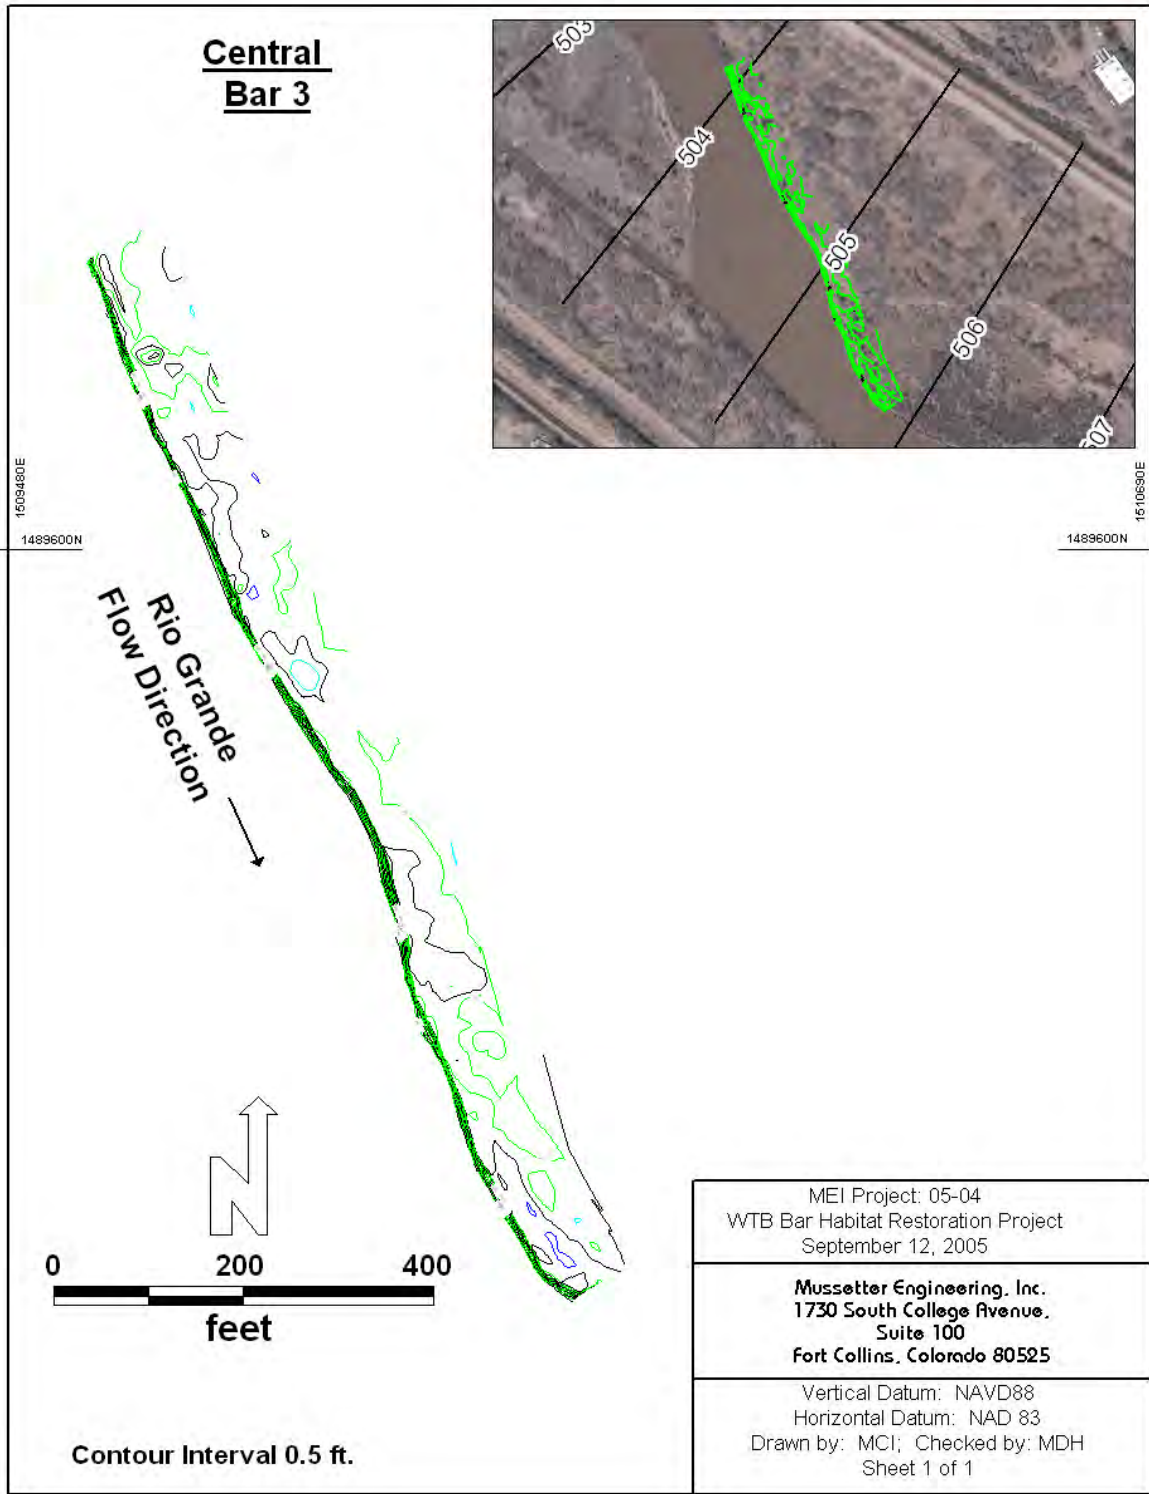 Central
Bar 3
503
504
505
506
507
1509480E
1510690E
1489600N
1489600N
Rio Grande
Flow Direction
N
0 200 400
feet
Contour Interval 0.5 ft.
MEI Project: 05-04
WTB Bar Habitat Restoration Project
September 12, 2005
Mussetter Engineering, Inc.
1730 South College Avenue,
Suite 100
Fort Collins, Colorado 80525
Vertical Datum: NAVD88
Horizontal Datum: NAD 83
Drawn by: MCI; Checked by: MDH
Sheet 1 of 1